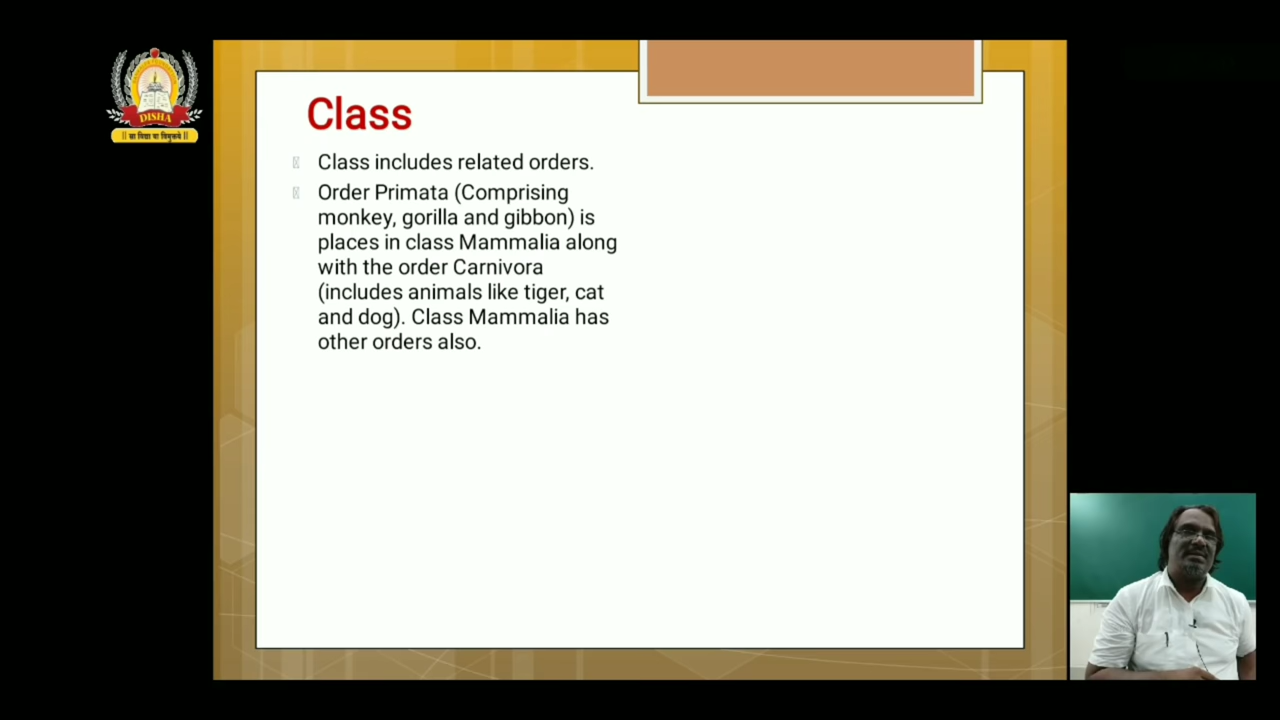 DISHA
|| सा विद्या या विमुक्तये ||
Class
Class includes related orders.
Order Primata (Comprising
monkey, gorilla and gibbon) is
places in class Mammalia along
with the order Carnivora
(includes animals like tiger, cat
and dog). Class Mammalia has
other orders also.